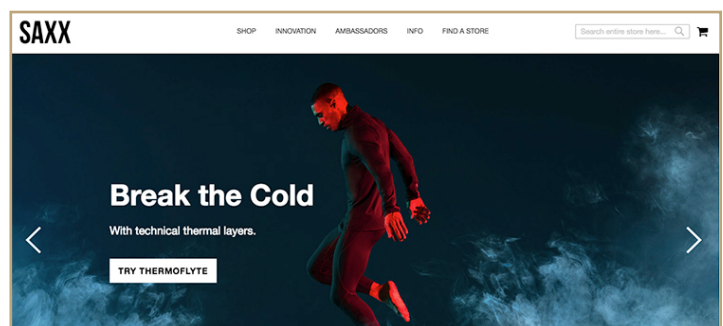 SAXX
SHOP INNOVATION AMBASSADORS INFO FIND A STORE
Search entire store here...
Break the Cold
With technical thermal layers.
TRY THERMOFLYTE